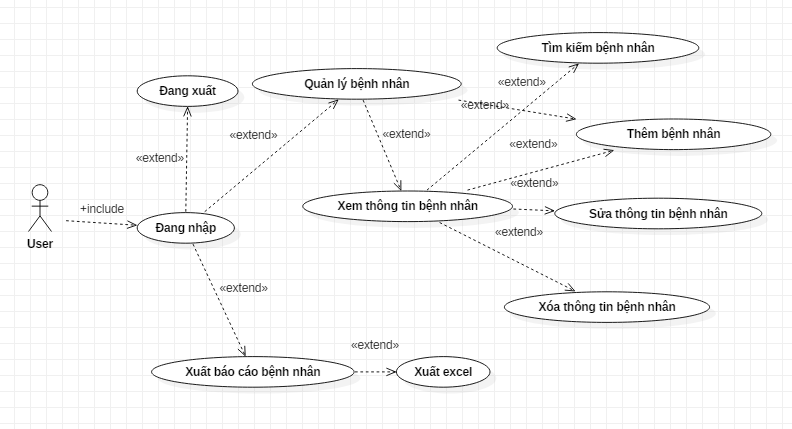 Tìm kiếm bệnh nhân
Đang xuất
Quản lý bệnh nhân
«extend»
«extend»
Thêm bệnh nhân
«extend»
«extend»
«extend»
«extend»
«extend»
User
+include
Đang nhập
Xem thông tin bệnh nhân
Sửa thông tin bệnh nhân
«extend»
«extend»
Xóa thông tin bệnh nhân
«extend»
Xuất báo cáo bệnh nhân
Xuất excel